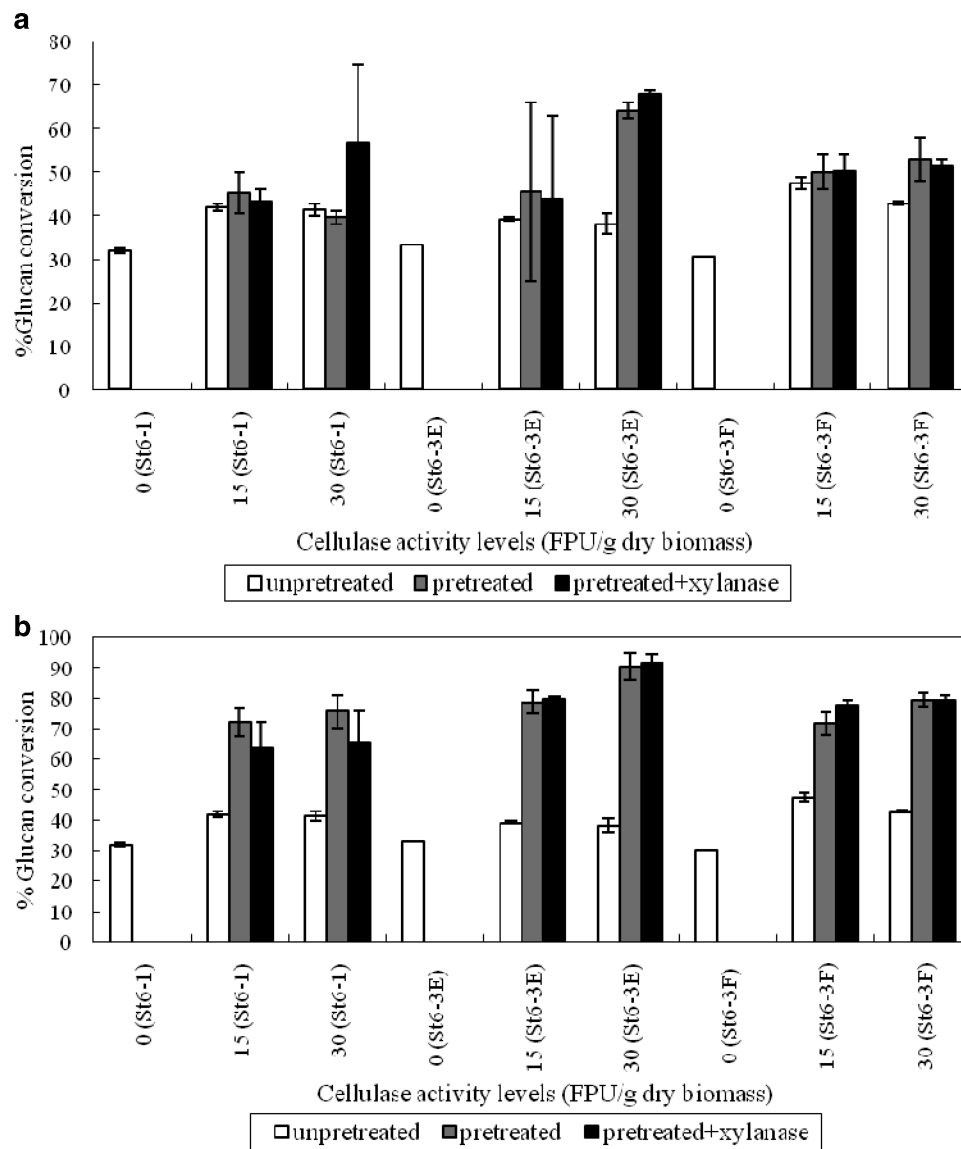 a
80
70
60
50
40
30
20
10
0
%Glucan conversion
0 (St6-1)
15 (St6-1)
30 (St6-1)
0 (St6-3E)
15 (St6-3E)
30 (St6-3E)
0 (St6-3F)
15 (St6-3F)
30 (St6-3F)
Cellulase activity levels (FPU/g dry biomass)
unpretreated pretreated pretreated+xylanase
b
100
90
80
70
60
50
40
30
20
10
0
% Glucan conversion
0 (St6-1)
15 (St6-1)
30 (St6-1)
0 (St6-3E)
15 (St6-3E)
30 (St6-3E)
0 (St6-3F)
15 (St6-3F)
30 (St6-3F)
Cellulase activity levels (FPU/g dry biomass)
unpretreated pretreated pretreated+xylanase